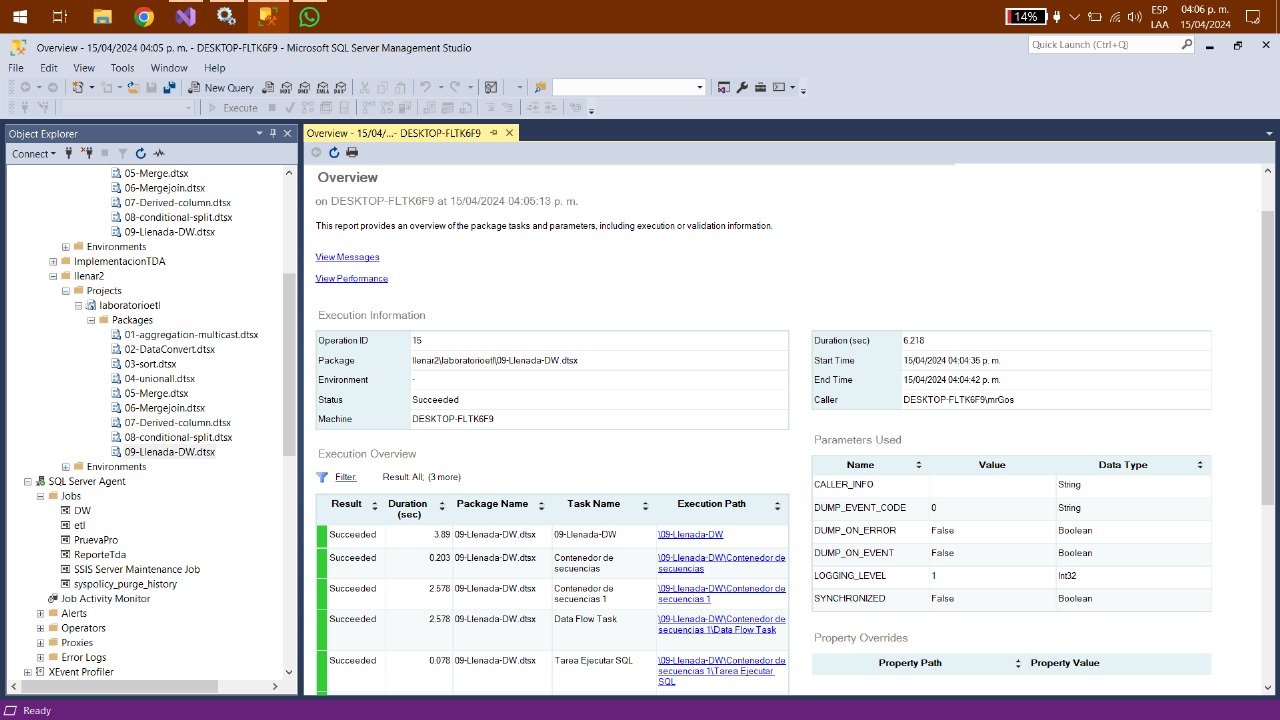 14%
ESP
LAA
04:06 p. m.
15/04/2024
Overview - 15/04/2024 04:05 p. m. - DESKTOP-FLTK6F9 - Microsoft SQL Server Management Studio
Quick Launch (Ctrl+Q)
File Edit View Tools Window Help
New Query
Execute
Object Explorer
Connect
05-Merge.dtsx
06-Mergejoin.dtsx
07-Derived-column.dtsx
08-conditional-split.dtsx
09-Llenada-DW.dtsx
Environments
ImplementacionTDA
llenar2
Projects
laboratorioetl
Packages
01-aggregation-multicast.dtsx
02-DataConvert.dtsx
03-sort.dtsx
04-unionall.dtsx
05-Merge.dtsx
06-Mergejoin.dtsx
07-Derived-column.dtsx
08-conditional-split.dtsx
09-Llenada-DW.dtsx
Environments
SQL Server Agent
Jobs
DW
etl
PruevaPro
ReporteTda
SSIS Server Maintenance Job
syspolicy_purge_history
Job Activity Monitor
Alerts
Operators
Proxies
Error Logs
XEvent Profiler
Overview - 15/04/...- DESKTOP-FLTK6F9
Overview
on DESKTOP-FLTK6F9 at 15/04/2024 04:05:13 p. m.
This report provides an overview of the package tasks and parameters, including execution or validation information.
View Messages
View Performance
Execution Information
Operation ID 15
Package llenar2\laboratorioetl\09-Llenada-DW.dtsx
Environment -
Status Succeeded
Machine DESKTOP-FLTK6F9
Duration (sec) 6.218
Start Time 15/04/2024 04:04:35 p. m.
End Time 15/04/2024 04:04:42 p. m.
Caller DESKTOP-FLTK6F9\mrGos
Execution Overview
Filter: Result: All; (3 more)
Result Duration (sec) Package Name Task Name Execution Path
Succeeded 3.89 09-Llenada-DW.dtsx 09-Llenada-DW \09-Llenada-DW
Succeeded 0.203 09-Llenada-DW.dtsx Contenedor de secuencias \09-Llenada-DW\Contenedor de secuencias
Succeeded 2.578 09-Llenada-DW.dtsx Contenedor de secuencias 1 \09-Llenada-DW\Contenedor de secuencias 1
Succeeded 2.578 09-Llenada-DW.dtsx Data Flow Task \09-Llenada-DW\Contenedor de secuencias 1\Data Flow Task
Succeeded 0.078 09-Llenada-DW.dtsx Tarea Ejecutar SQL \09-Llenada-DW\Contenedor de secuencias 1\Tarea Ejecutar SQL
Parameters Used
Name Value Data Type
CALLER_INFO String
DUMP_EVENT_CODE 0 String
DUMP_ON_ERROR False Boolean
DUMP_ON_EVENT False Boolean
LOGGING_LEVEL 1 Int32
SYNCHRONIZED False Boolean
Property Overrides
Property Path Property Value
Ready